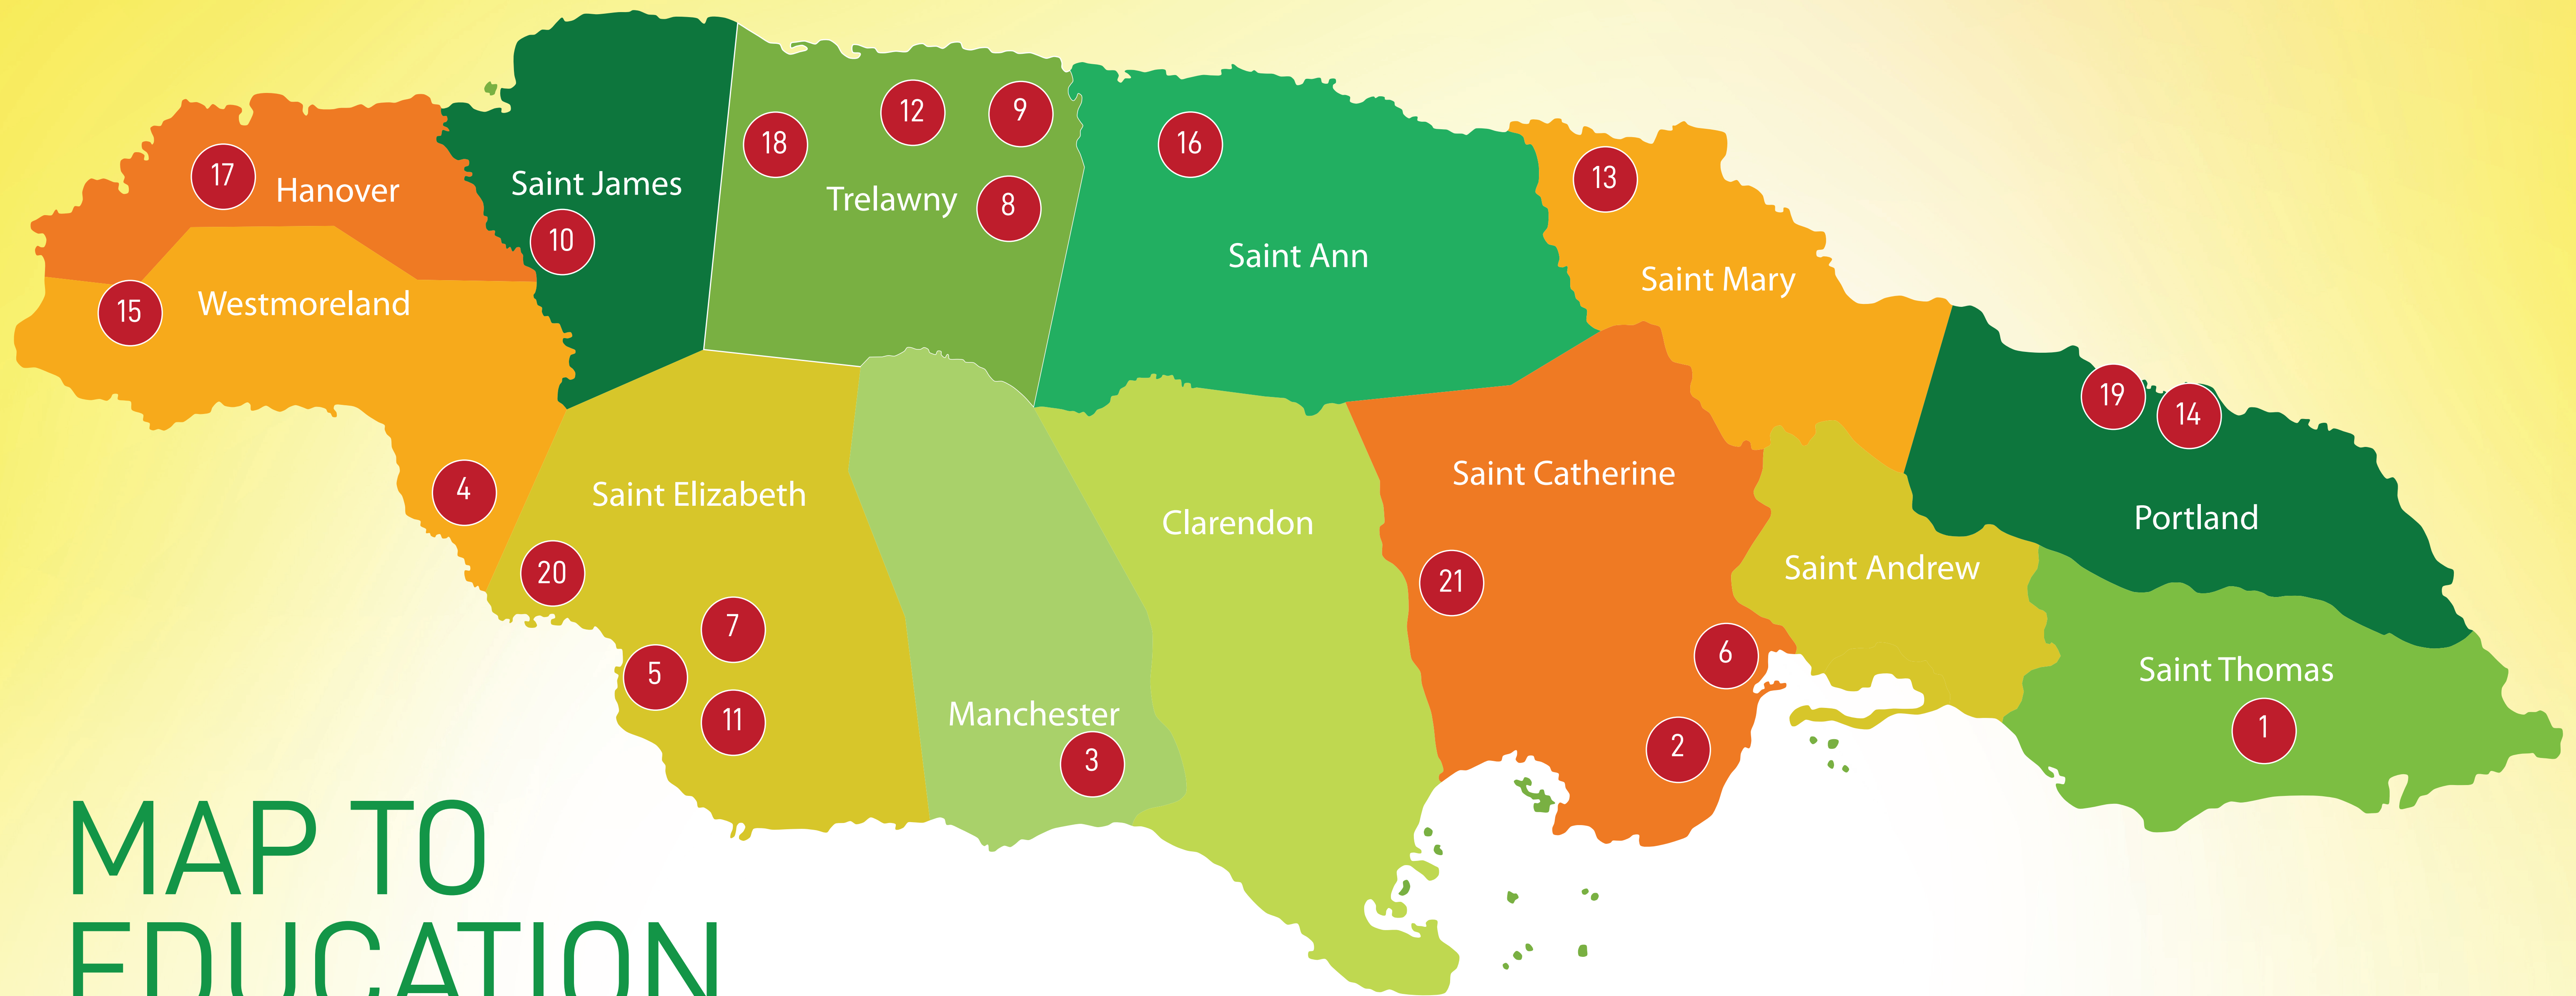 18
12
9
16
17
Hanover
Saint James
10
Trelawny
8
Saint Ann
13
Saint Mary
15
Westmoreland
19
14
4
Saint Elizabeth
Clarendon
Saint Catherine
Portland
20
21
Saint Andrew
7
5
11
6
Saint Thomas
1
Manchester
3
2
MAP TO
EDUCATION